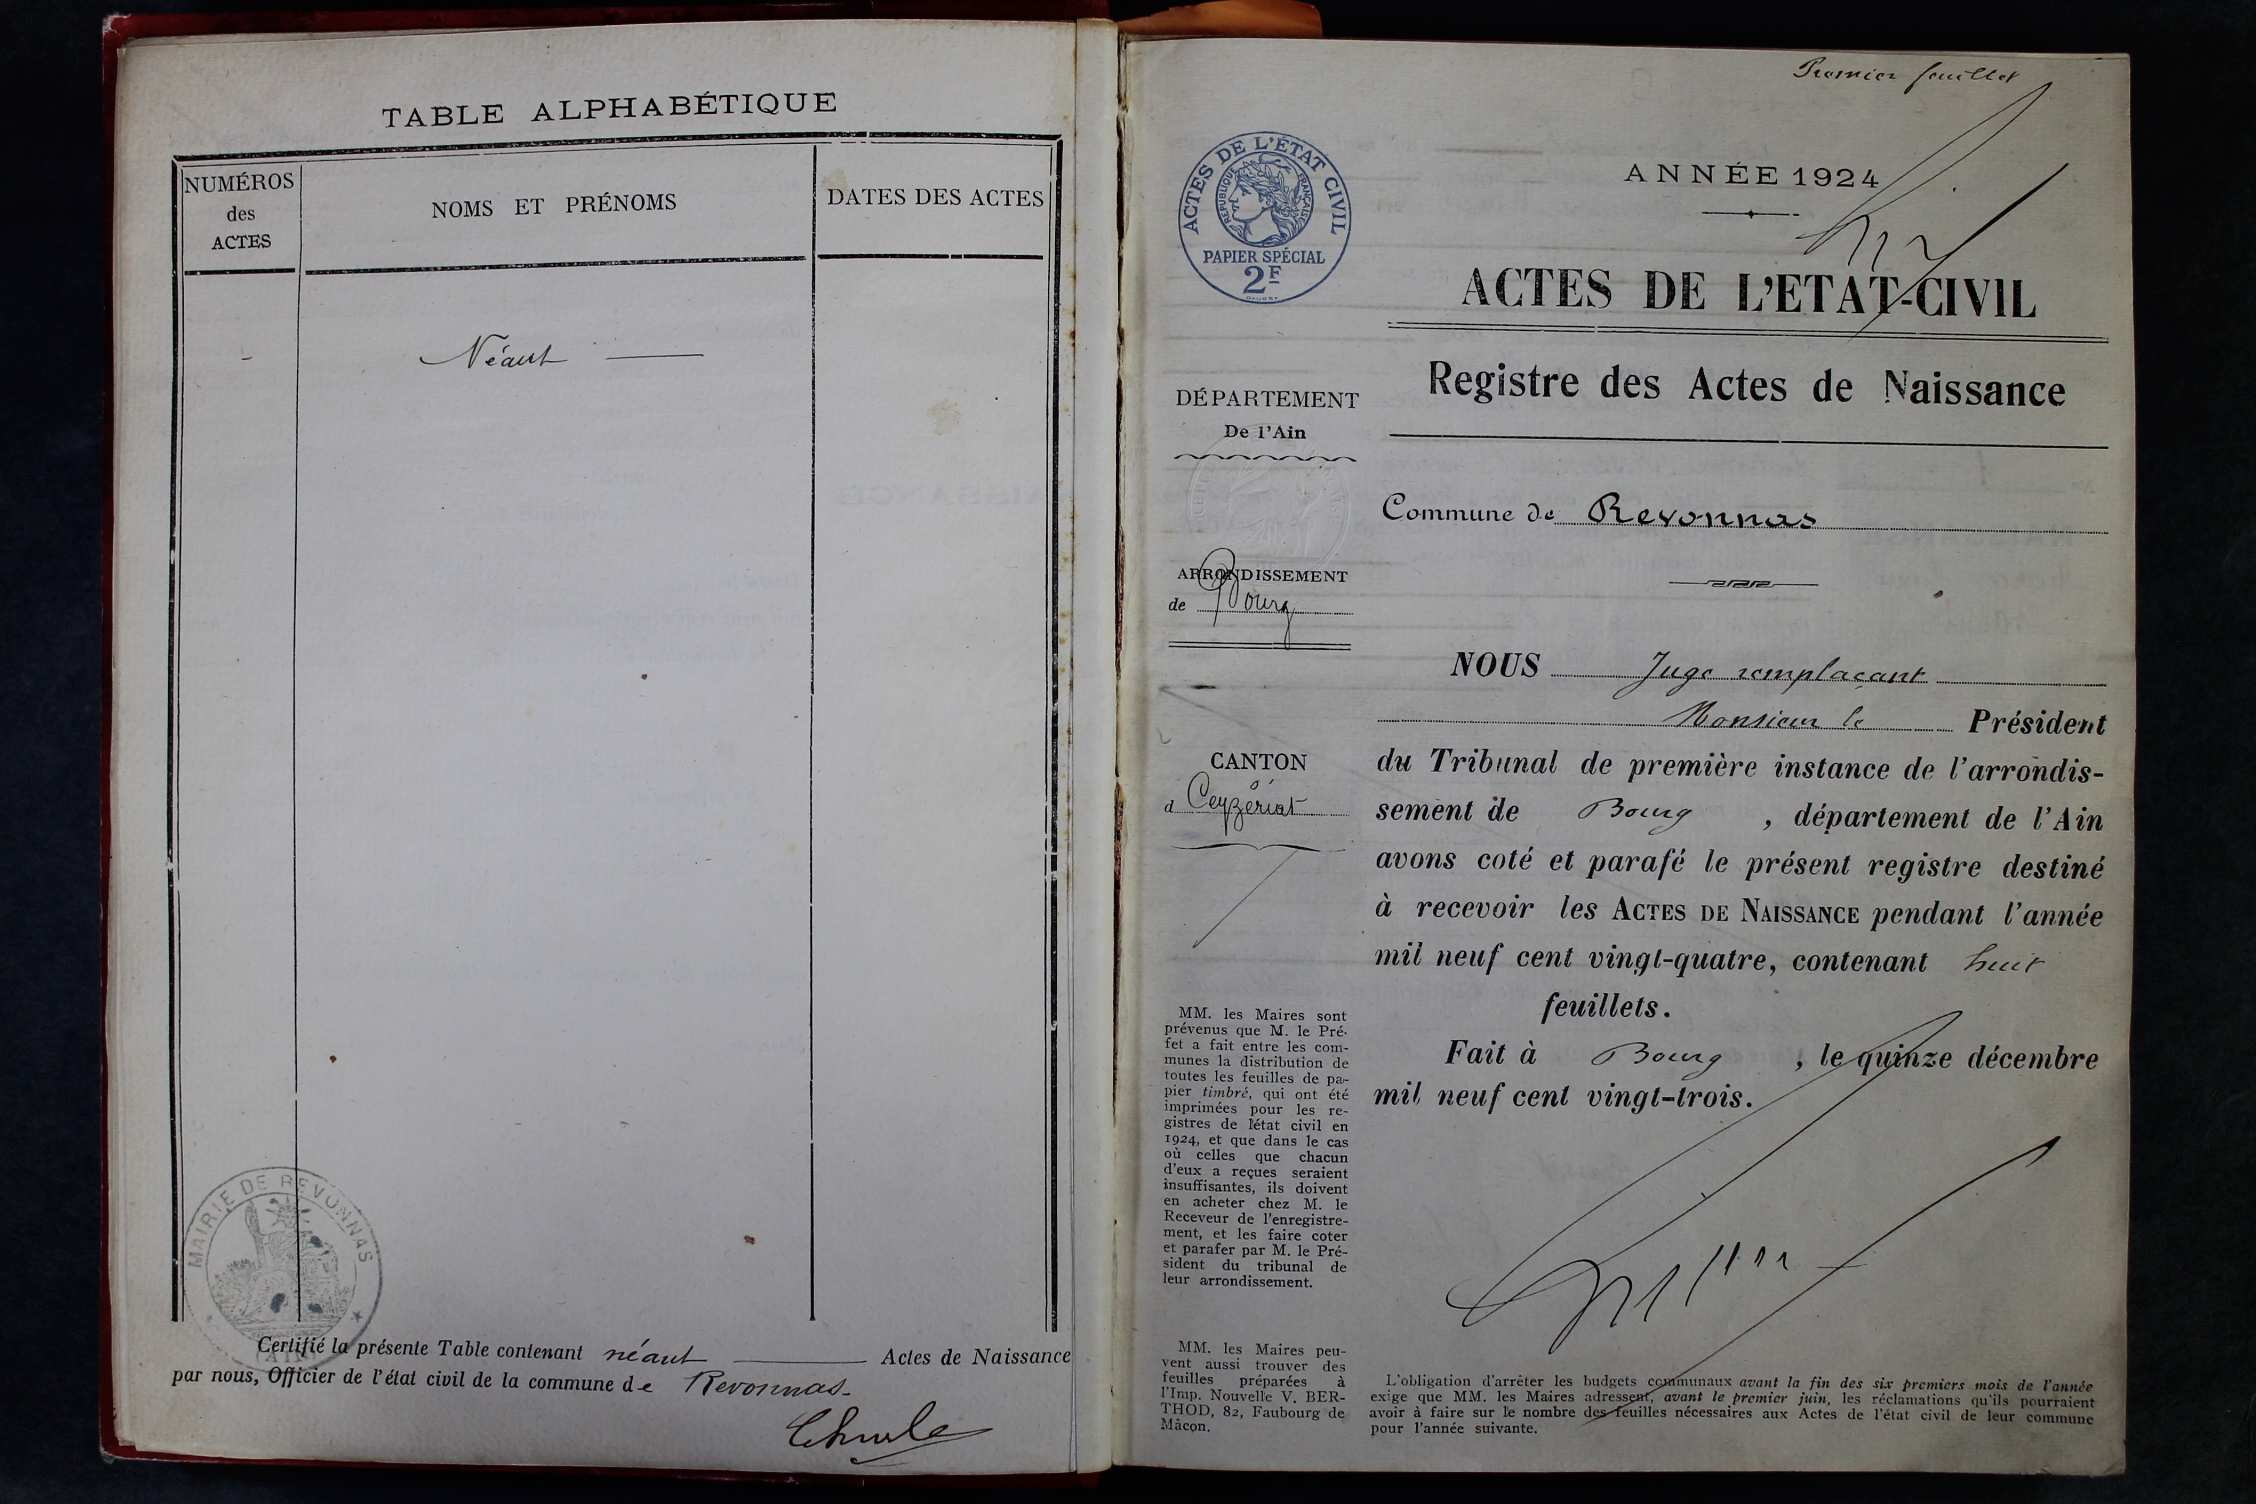 TABLE ALPHABÉTIQUE
NUMÉROS
des
ACTES
NOMS ET PRÉNOMS
DATES DES ACTES
-
Néant
MAIRIE DE REVONNAS
(AIN)
Certifié la présente Table contenant néant Actes de Naissance
par nous, Officier de l'état civil de la commune de Revonnas.
Premier feuillet
ACTES DE L'ÉTAT CIVIL
RÉPUBLIQUE FRANÇAISE
PAPIER SPÉCIAL
2F
ANNÉE 1924
ACTES DE L'ETAT-CIVIL
Registre des Actes de Naissance
DÉPARTEMENT
De l'Ain
Commune de Revonnas
ARRONDISSEMENT
de Bourg
CANTON
d Ceyzériat
NOUS Juge remplaçant
Monsieur le Président
du Tribunal de première instance de l'arrondis-
sement de Bourg , département de l'Ain
avons coté et parafé le présent registre destiné
à recevoir les ACTES DE NAISSANCE pendant l'année
mil neuf cent vingt-quatre, contenant huit
feuillets.
Fait à Bourg , le quinze décembre
mil neuf cent vingt-trois.
MM. les Maires sont
prévenus que M. le Pré-
fet a fait entre les com-
munes la distribution de
toutes les feuilles de pa-
pier timbré, qui ont été
imprimées pour les re-
gistres de l'état civil en
1924, et que dans le cas
où celles que chacun
d'eux a reçues seraient
insuffisantes, ils doivent
en acheter chez M. le
Receveur de l'enregistre-
ment, et les faire coter
et parafer par M. le Pré-
sident du tribunal de
leur arrondissement.
MM. les Maires peu-
vent aussi trouver des
feuilles préparées à
l'Imp. Nouvelle V. BER-
THOD, 82, Faubourg de
Mâcon.
L'obligation d'arrêter les budgets communaux avant la fin des six premiers mois de l'année
exige que MM. les Maires adressent, avant le premier juin, les réclamations qu'ils pourraient
avoir à faire sur le nombre des feuilles nécessaires aux Actes de l'état civil de leur commune
pour l'année suivante.